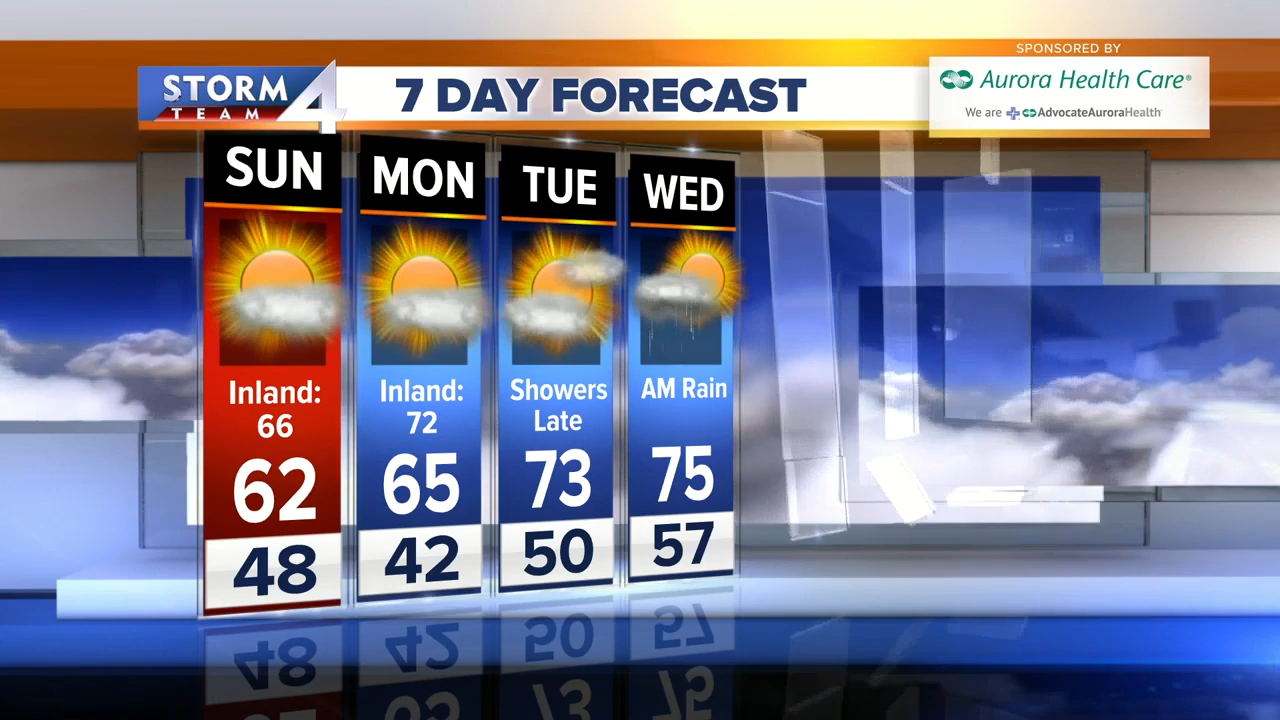 SPONSORED BY
STORM
TEAM
4
7 DAY FORECAST
Aurora Health Care®
We are AdvocateAuroraHealth
SUN
Inland:
66
62
48
MON
Inland:
72
65
42
TUE
Showers
Late
73
50
WED
AM Rain
75
57